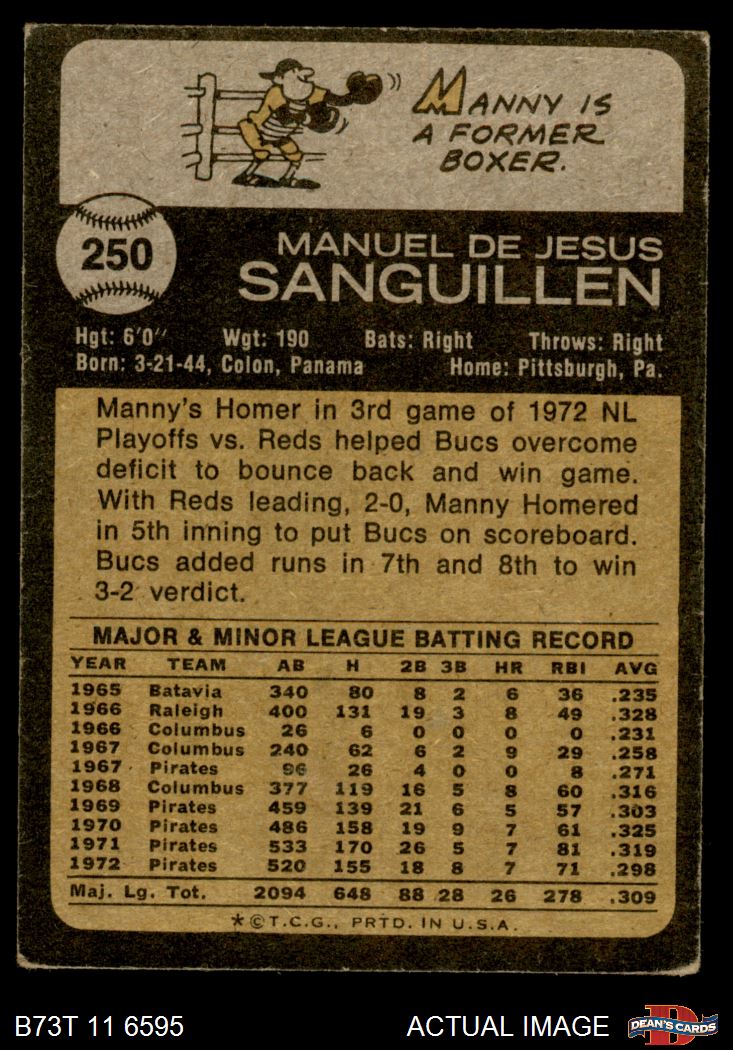 MANNY IS
A FORMER
BOXER.
250
MANUEL DE JESUS
SANGUILLEN
Hgt: 6'0" Wgt: 190 Bats: Right Throws: Right
Born: 3-21-44, Colon, Panama Home: Pittsburgh, Pa.
Manny's Homer in 3rd game of 1972 NL
Playoffs vs. Reds helped Bucs overcome
deficit to bounce back and win game.
With Reds leading, 2-0, Manny Homered
in 5th inning to put Bucs on scoreboard.
Bucs added runs in 7th and 8th to win
3-2 verdict.
MAJOR & MINOR LEAGUE BATTING RECORD
YEAR TEAM AB H 2B 3B HR RBI AVG
1965 Batavia 340 80 8 2 6 36 .235
1966 Raleigh 400 131 19 3 8 49 .328
1966 Columbus 26 6 0 0 0 0 .231
1967 Columbus 240 62 6 2 9 29 .258
1967 Pirates 96 26 4 0 0 8 .271
1968 Columbus 377 119 16 5 8 60 .316
1969 Pirates 459 139 21 6 5 57 .303
1970 Pirates 486 158 19 9 7 61 .325
1971 Pirates 533 170 26 5 7 81 .319
1972 Pirates 520 155 18 8 7 71 .298
Maj. Lg. Tot. 2094 648 88 28 26 278 .309
*©T.C.G., PRTD. IN U.S.A.
B73T 11 6595 ACTUAL IMAGE
DEAN'S CARDS